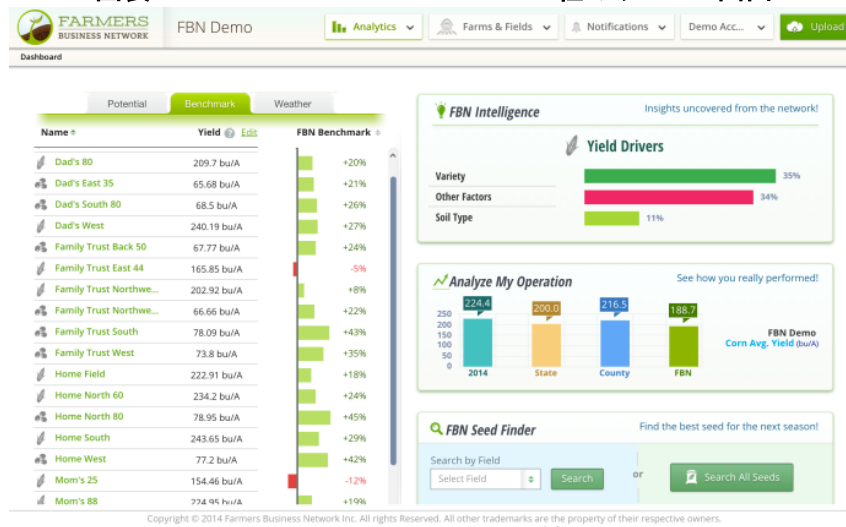 FARMERS
BUSINESS NETWORK
FBN Demo
Analytics
Farms & Fields
Notifications
Demo Acc...
Upload
Dashboard
Potential
Benchmark
Weather
Name
Yield
Edit
FBN Benchmark
Dad's 80 209.7 bu/A +20%
Dad's East 35 65.68 bu/A +21%
Dad's South 80 68.5 bu/A +26%
Dad's West 240.19 bu/A +27%
Family Trust Back 50 67.77 bu/A +24%
Family Trust East 44 165.85 bu/A -5%
Family Trust Northwe... 202.92 bu/A +8%
Family Trust Northwe... 66.66 bu/A +22%
Family Trust South 78.09 bu/A +43%
Family Trust West 73.8 bu/A +35%
Home Field 222.91 bu/A +18%
Home North 60 234.2 bu/A +24%
Home North 80 78.95 bu/A +45%
Home South 243.65 bu/A +29%
Home West 77.2 bu/A +42%
Mom's 25 154.46 bu/A -12%
Mom's 88 224.95 bu/A +19%
FBN Intelligence
Insights uncovered from the network!
Yield Drivers
Variety 35%
Other Factors 34%
Soil Type 11%
Analyze My Operation
See how you really performed!
224.4 200.0 216.5 188.7
250
200
150
100
50
0
2014 State County FBN
FBN Demo
Corn Avg. Yield (bu/A)
FBN Seed Finder
Find the best seed for the next season!
Search by Field
Select Field
Search
or
Search All Seeds
Copyright © 2014 Farmers Business Network Inc. All rights Reserved. All other trademarks are the property of their respective owners.